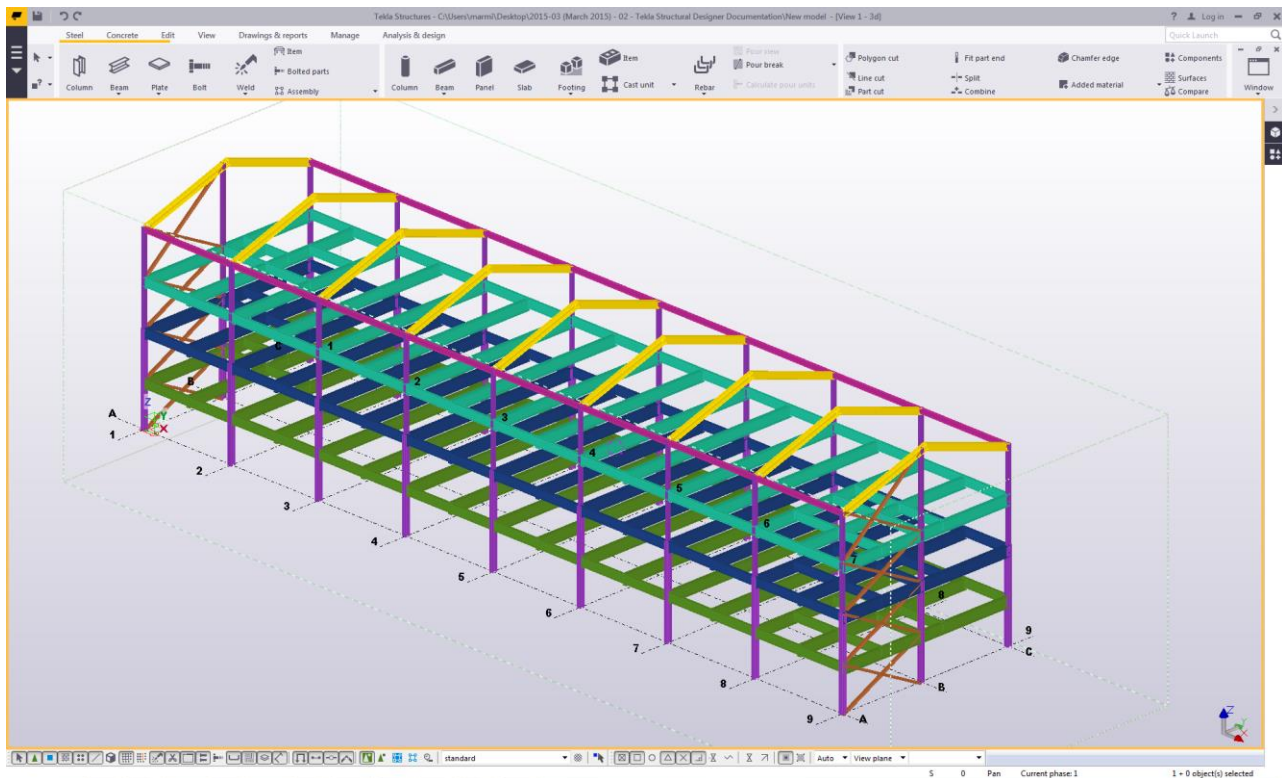 Tekla Structures - C:\Users\marmi\Desktop\2015-03 (March 2015) - 02 - Tekla Structural Designer Documentation\New model - [View 1 - 3d]
? Login
Steel Concrete Edit View Drawings & reports Manage Analysis & design Quick Launch
Column Beam Plate Bolt Weld
Item
Bolted parts
Assembly
Column Beam Panel Slab Footing
Item
Cast unit
Rebar
Pour view
Pour break
Calculate pour units
Polygon cut
Line cut
Part cut
Fit part end
Split
Combine
Chamfer edge
Added material
Components
Surfaces
Compare
Window
C
1
B
2
Z
Y
X
A
1
3
2
4
3
5
4
6
5
7
6
8
7
8
9
9
C
B
A
9
Z
Y
X
standard
Auto
View plane
S 0 Pan Current phase: 1 1 + 0 object(s) selected